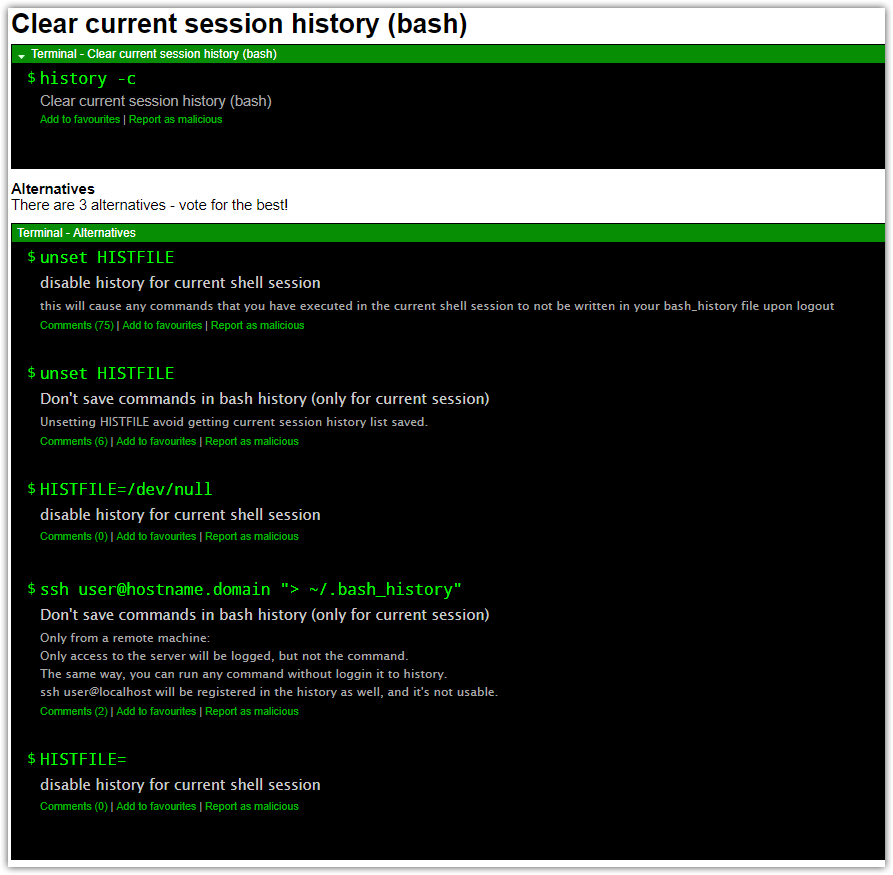 Clear current session history (bash)
Terminal - Clear current session history (bash)
$ history -c
Clear current session history (bash)
Add to favourites | Report as malicious
Alternatives
There are 3 alternatives - vote for the best!
Terminal - Alternatives
$ unset HISTFILE
disable history for current shell session
this will cause any commands that you have executed in the current shell session to not be written in your bash_history file upon logout
Comments (75) | Add to favourites | Report as malicious
$ unset HISTFILE
Don't save commands in bash history (only for current session)
Unsetting HISTFILE avoid getting current session history list saved.
Comments (6) | Add to favourites | Report as malicious
$ HISTFILE=/dev/null
disable history for current shell session
Comments (0) | Add to favourites | Report as malicious
$ ssh user@hostname.domain "> ~/.bash_history"
Don't save commands in bash history (only for current session)
Only from a remote machine:
Only access to the server will be logged, but not the command.
The same way, you can run any command without loggin it to history.
ssh user@localhost will be registered in the history as well, and it's not usable.
Comments (2) | Add to favourites | Report as malicious
$ HISTFILE=
disable history for current shell session
Comments (0) | Add to favourites | Report as malicious